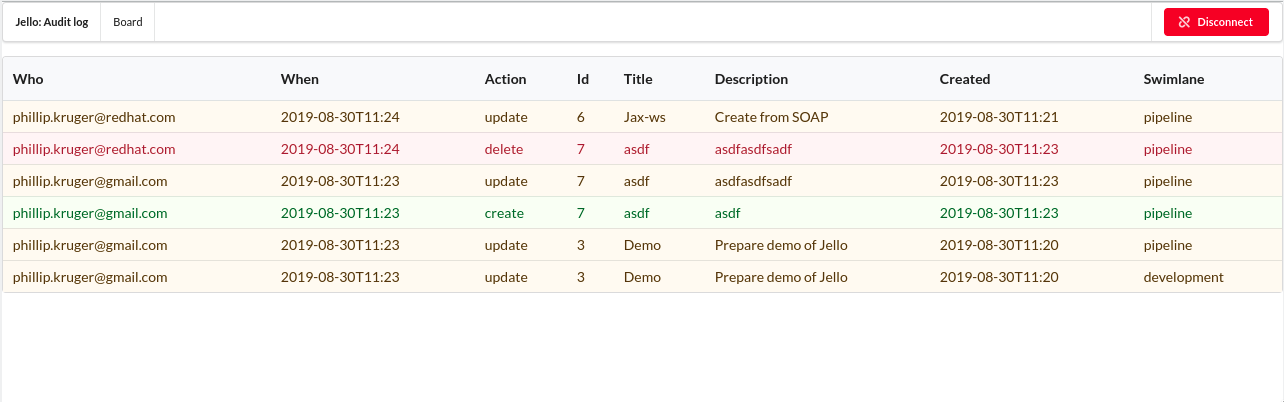 Jello: Audit log Board Disconnect
Who When Action Id Title Description Created Swimlane
phillip.kruger@redhat.com 2019-08-30T11:24 update 6 Jax-ws Create from SOAP 2019-08-30T11:21 pipeline
phillip.kruger@redhat.com 2019-08-30T11:24 delete 7 asdf asdfasdfsadf 2019-08-30T11:23 pipeline
phillip.kruger@gmail.com 2019-08-30T11:23 update 7 asdf asdfasdfsadf 2019-08-30T11:23 pipeline
phillip.kruger@gmail.com 2019-08-30T11:23 create 7 asdf asdf 2019-08-30T11:23 pipeline
phillip.kruger@gmail.com 2019-08-30T11:23 update 3 Demo Prepare demo of Jello 2019-08-30T11:20 pipeline
phillip.kruger@gmail.com 2019-08-30T11:23 update 3 Demo Prepare demo of Jello 2019-08-30T11:20 development